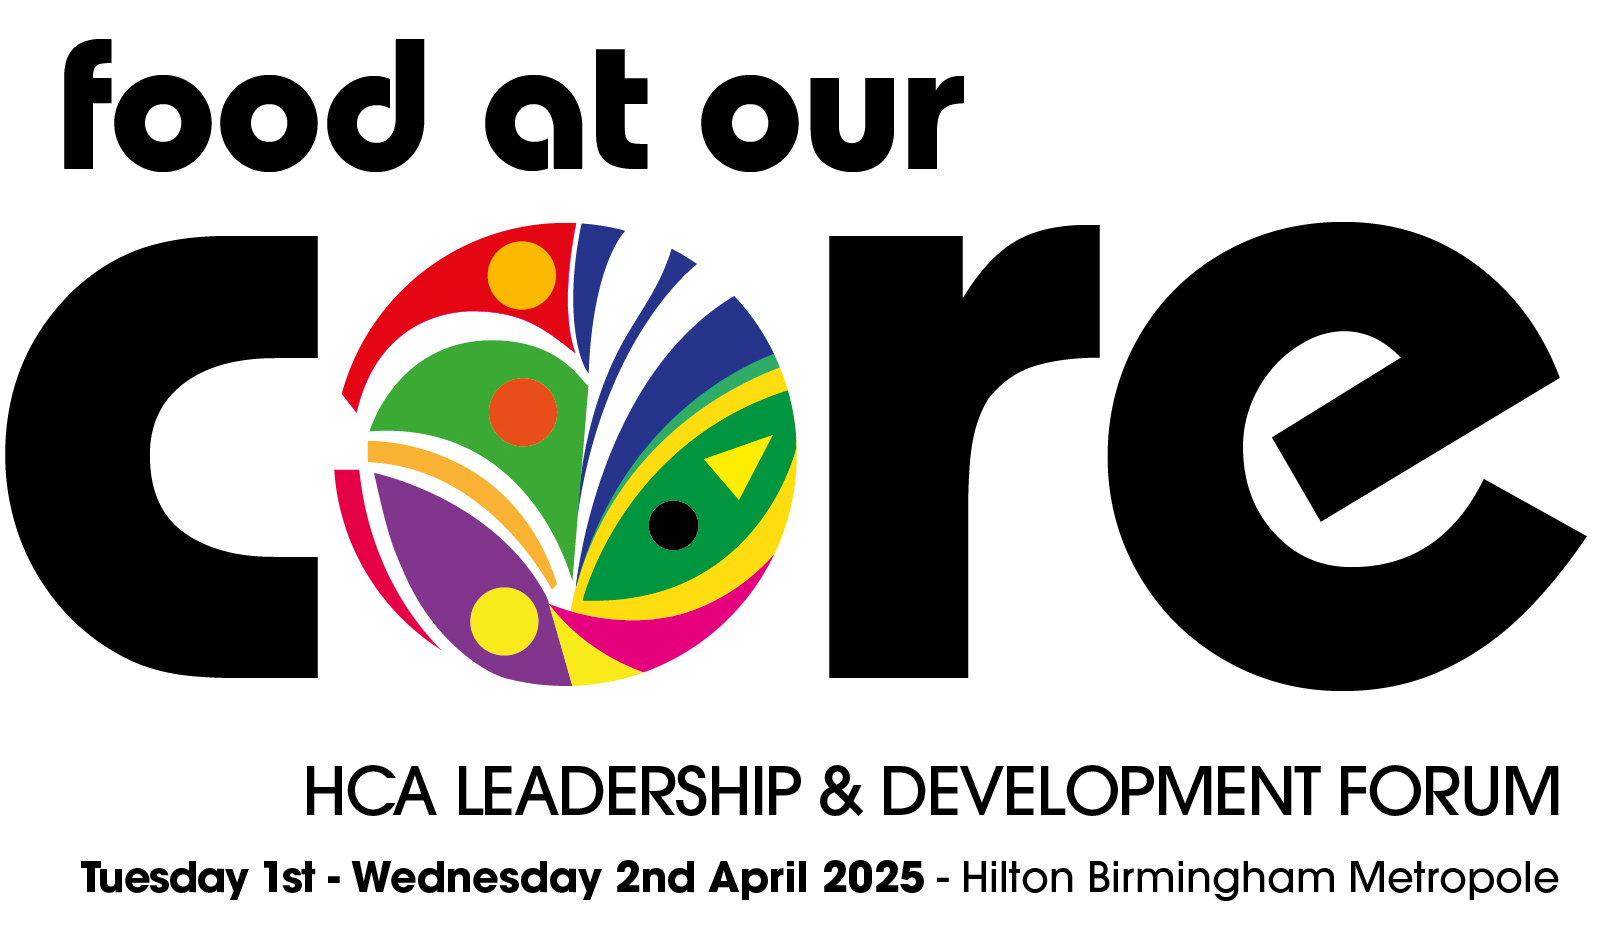 food at our
core
HCA LEADERSHIP & DEVELOPMENT FORUM
Tuesday 1st - Wednesday 2nd April 2025 - Hilton Birmingham Metropole